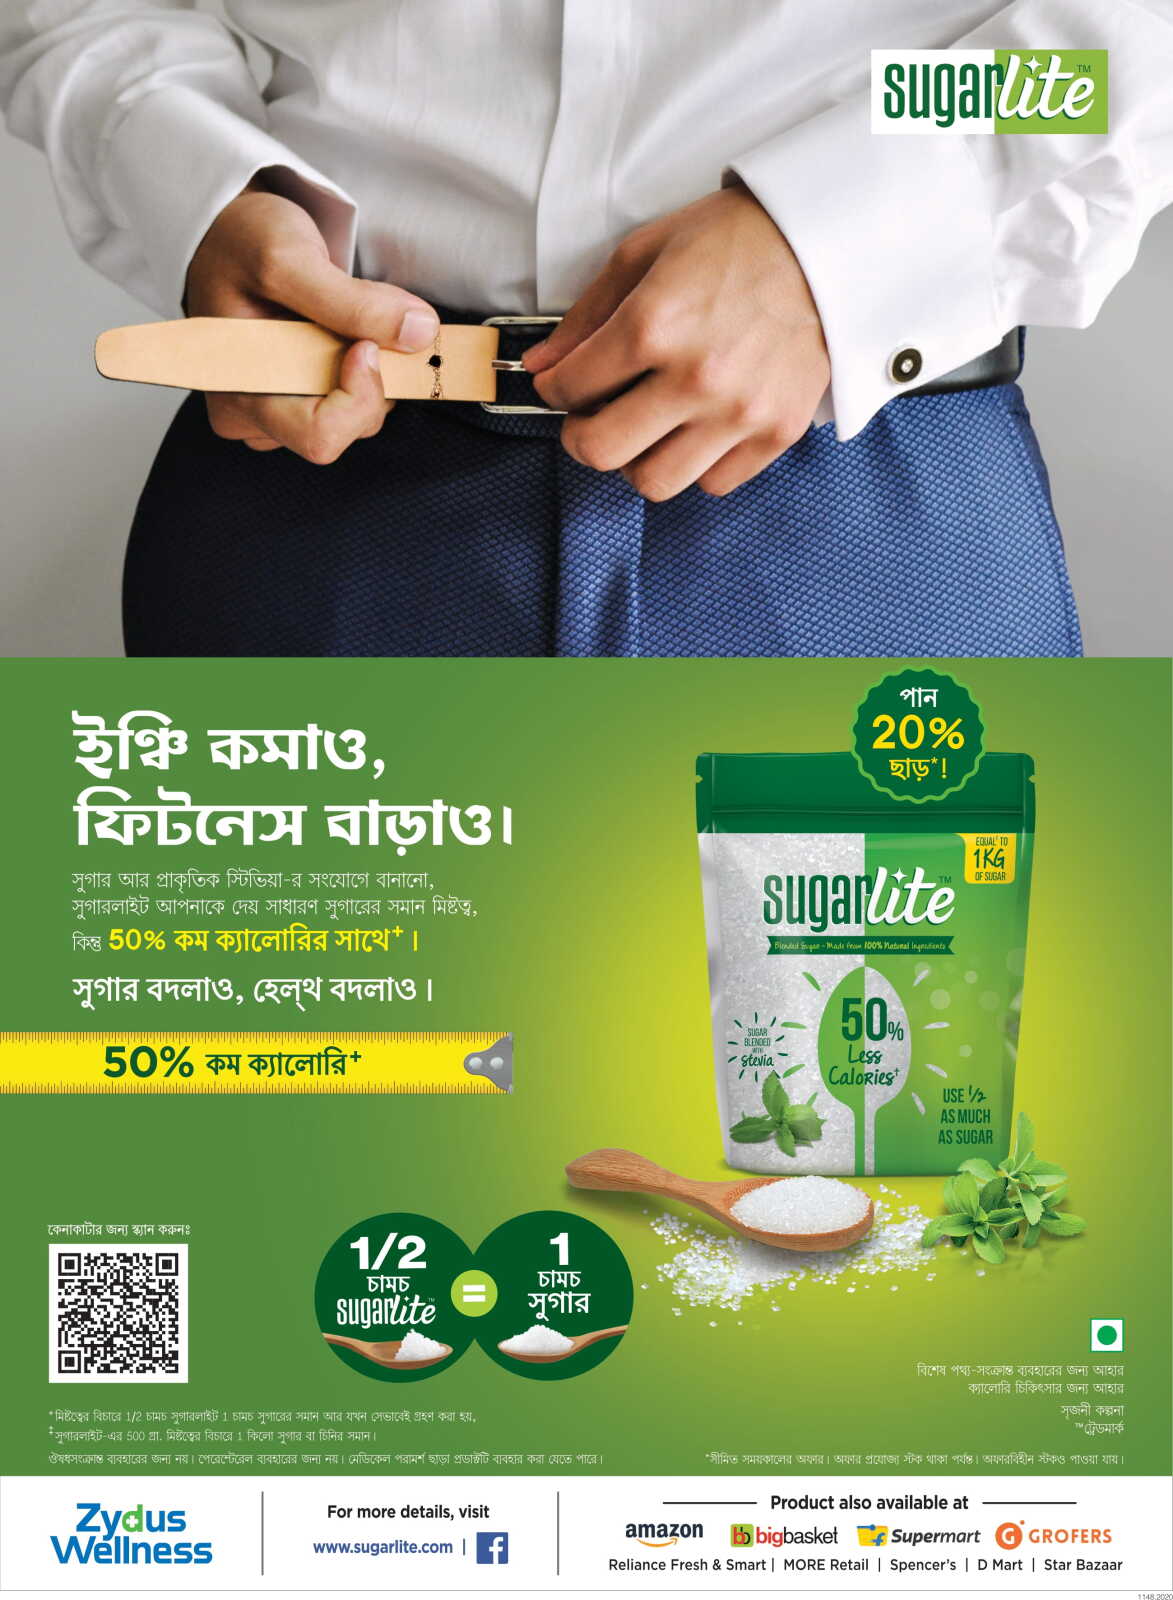 sugarlite™
পান
20%
ছাড়*!
ইঞ্চি কমাও,
ফিটনেস বাড়াও।
সুগার আর প্রাকৃতিক স্টিভিয়া-র সংযোগে বানানো,
সুগারলাইট আপনাকে দেয় সাধারণ সুগারের সমান মিষ্টত্ব,
কিন্তু 50% কম ক্যালোরির সাথে+।
সুগার বদলাও, হেল্থ বদলাও।
50% কম ক্যালোরি+
EQUAL‡ TO
1KG
OF SUGAR
sugarlite™
Blended Sugar - Made from 100% Natural Ingredients
50%
Less
Calories†
SUGAR
BLENDED
WITH
Stevia
USE 1/2
AS MUCH
AS SUGAR
কেনাকাটার জন্য স্ক্যান করুনঃ
1/2
চামচ
sugarlite™
=
1
চামচ
সুগার
বিশেষ পথ্য-সংক্রান্ত ব্যবহারের জন্য আহার
ক্যালোরি চিকিৎসার জন্য আহার
সৃজনী কল্পনা
™ট্রেডমার্ক
*মিষ্টত্বের বিচারে 1/2 চামচ সুগারলাইট 1 চামচ সুগারের সমান আর যখন সেভাবেই গ্রহণ করা হয়,
‡সুগারলাইট-এর 500 গ্রা. মিষ্টত্বের বিচারে 1 কিলো সুগার বা চিনির সমান।
ঔষধসংক্রান্ত ব্যবহারের জন্য নয়। পেরেন্টেরেল ব্যবহারের জন্য নয়। মেডিকেল পরামর্শ ছাড়া প্রডাক্টটি ব্যবহার করা যেতে পারে।
*সীমিত সময়কালের অফার। অফার প্রযোজ্য স্টক থাকা পর্যন্ত। অফারবিহীন স্টকও পাওয়া যায়।
Zydus
Wellness
For more details, visit
www.sugarlite.com |
Product also available at
amazon bb bigbasket Supermart G GROFERS
Reliance Fresh & Smart | MORE Retail | Spencer's | D Mart | Star Bazaar
1148.2020